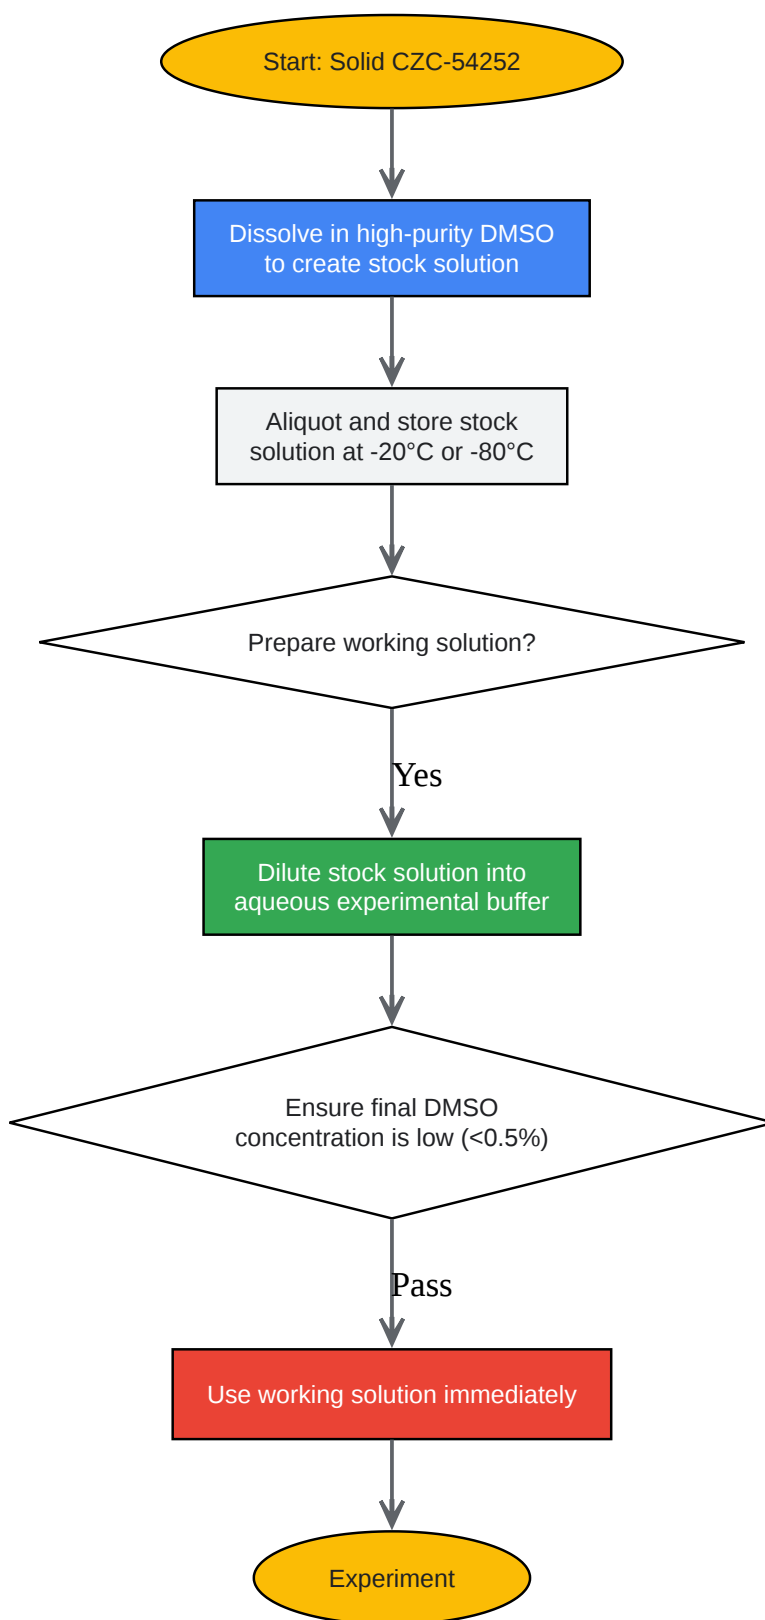 Start: Solid CZC-54252
Dissolve in high-purity DMSO
to create stock solution
Aliquot and store stock
solution at -20°C or -80°C
Prepare working solution?
Yes
Dilute stock solution into
aqueous experimental buffer
Ensure final DMSO
concentration is low (<0.5%)
Pass
Use working solution immediately
Experiment